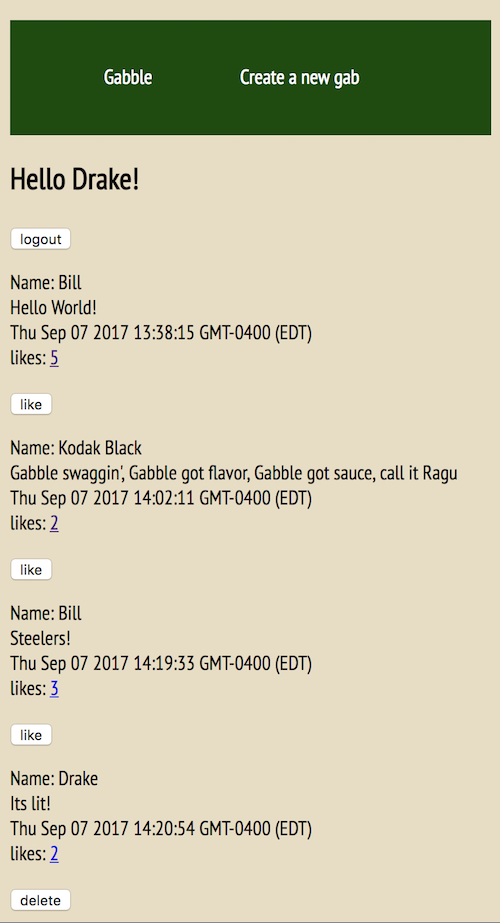 Gabble Create a new gab
Hello Drake!
logout
Name: Bill
Hello World!
Thu Sep 07 2017 13:38:15 GMT-0400 (EDT)
likes: 5
like
Name: Kodak Black
Gabble swaggin', Gabble got flavor, Gabble got sauce, call it Ragu
Thu Sep 07 2017 14:02:11 GMT-0400 (EDT)
likes: 2
like
Name: Bill
Steelers!
Thu Sep 07 2017 14:19:33 GMT-0400 (EDT)
likes: 3
like
Name: Drake
Its lit!
Thu Sep 07 2017 14:20:54 GMT-0400 (EDT)
likes: 2
delete